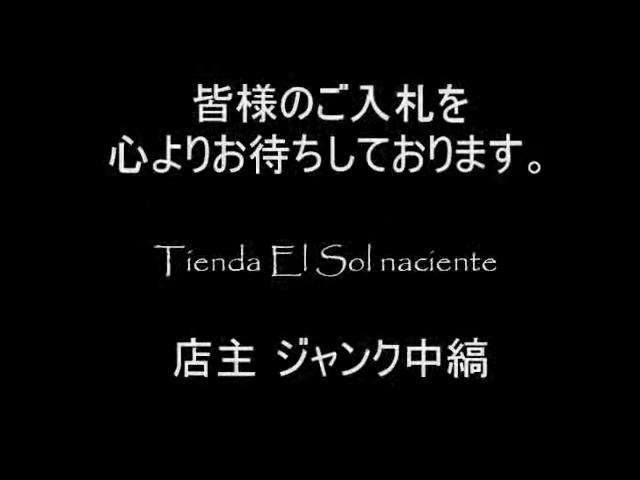 皆様のご入札を
心よりお待ちしております。
Tienda El Sol naciente
店主 ジャンク中縞